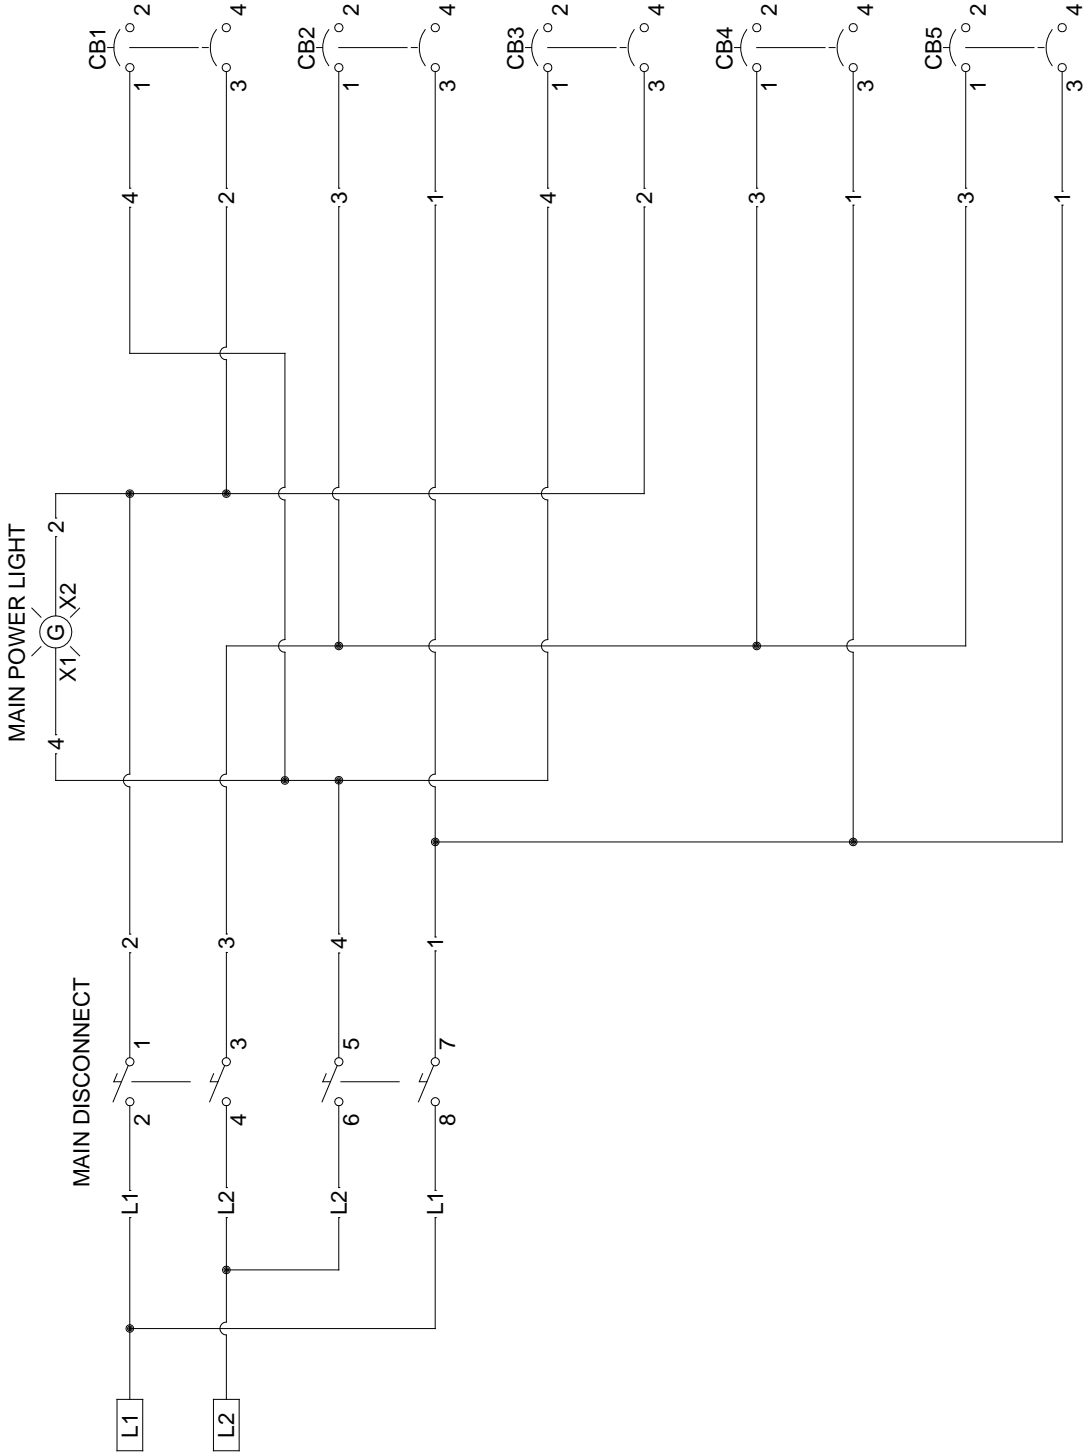 MAIN POWER LIGHT
4 G 2
X1 X2
MAIN DISCONNECT
CB1
L1 L1 2 4
2 1 1 2
L2 L2 3 2
4 3 3 4
CB2
L2 4 3
6 5 1 2
L1 1 1
8 7 3 4
CB3
4
1 2
2
3 4
CB4
3
1 2
1
3 4
CB5
3
1 2
1
3 4